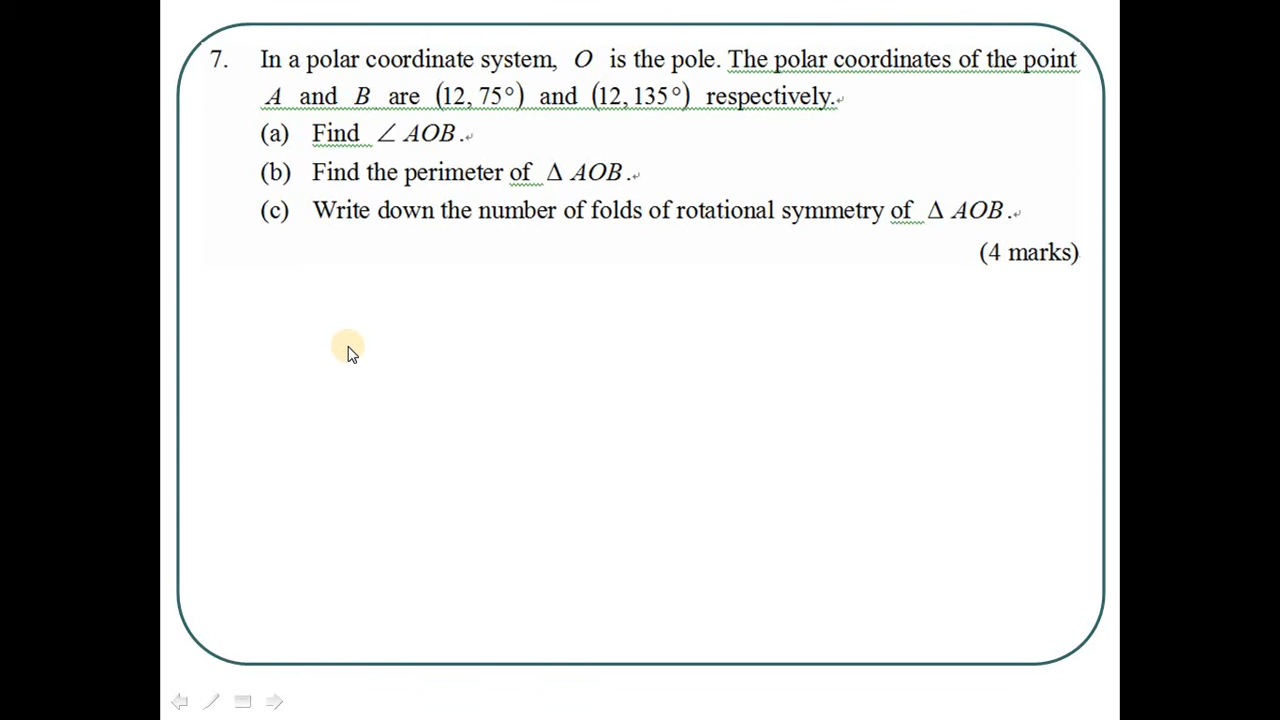 7. In a polar coordinate system, O is the pole. The polar coordinates of the point
A and B are (12, 75°) and (12, 135°) respectively.
(a) Find ∠ AOB.
(b) Find the perimeter of Δ AOB.
(c) Write down the number of folds of rotational symmetry of Δ AOB.
(4 marks)